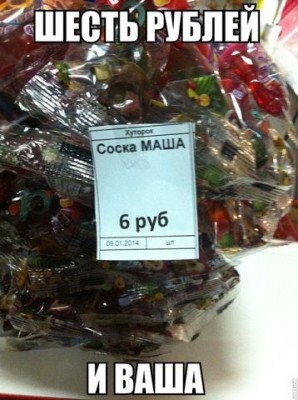 ШЕСТЬ РУБЛЕЙ
Хуторок
Соска МАША
6 руб
09.01.2014 шт
И ВАША